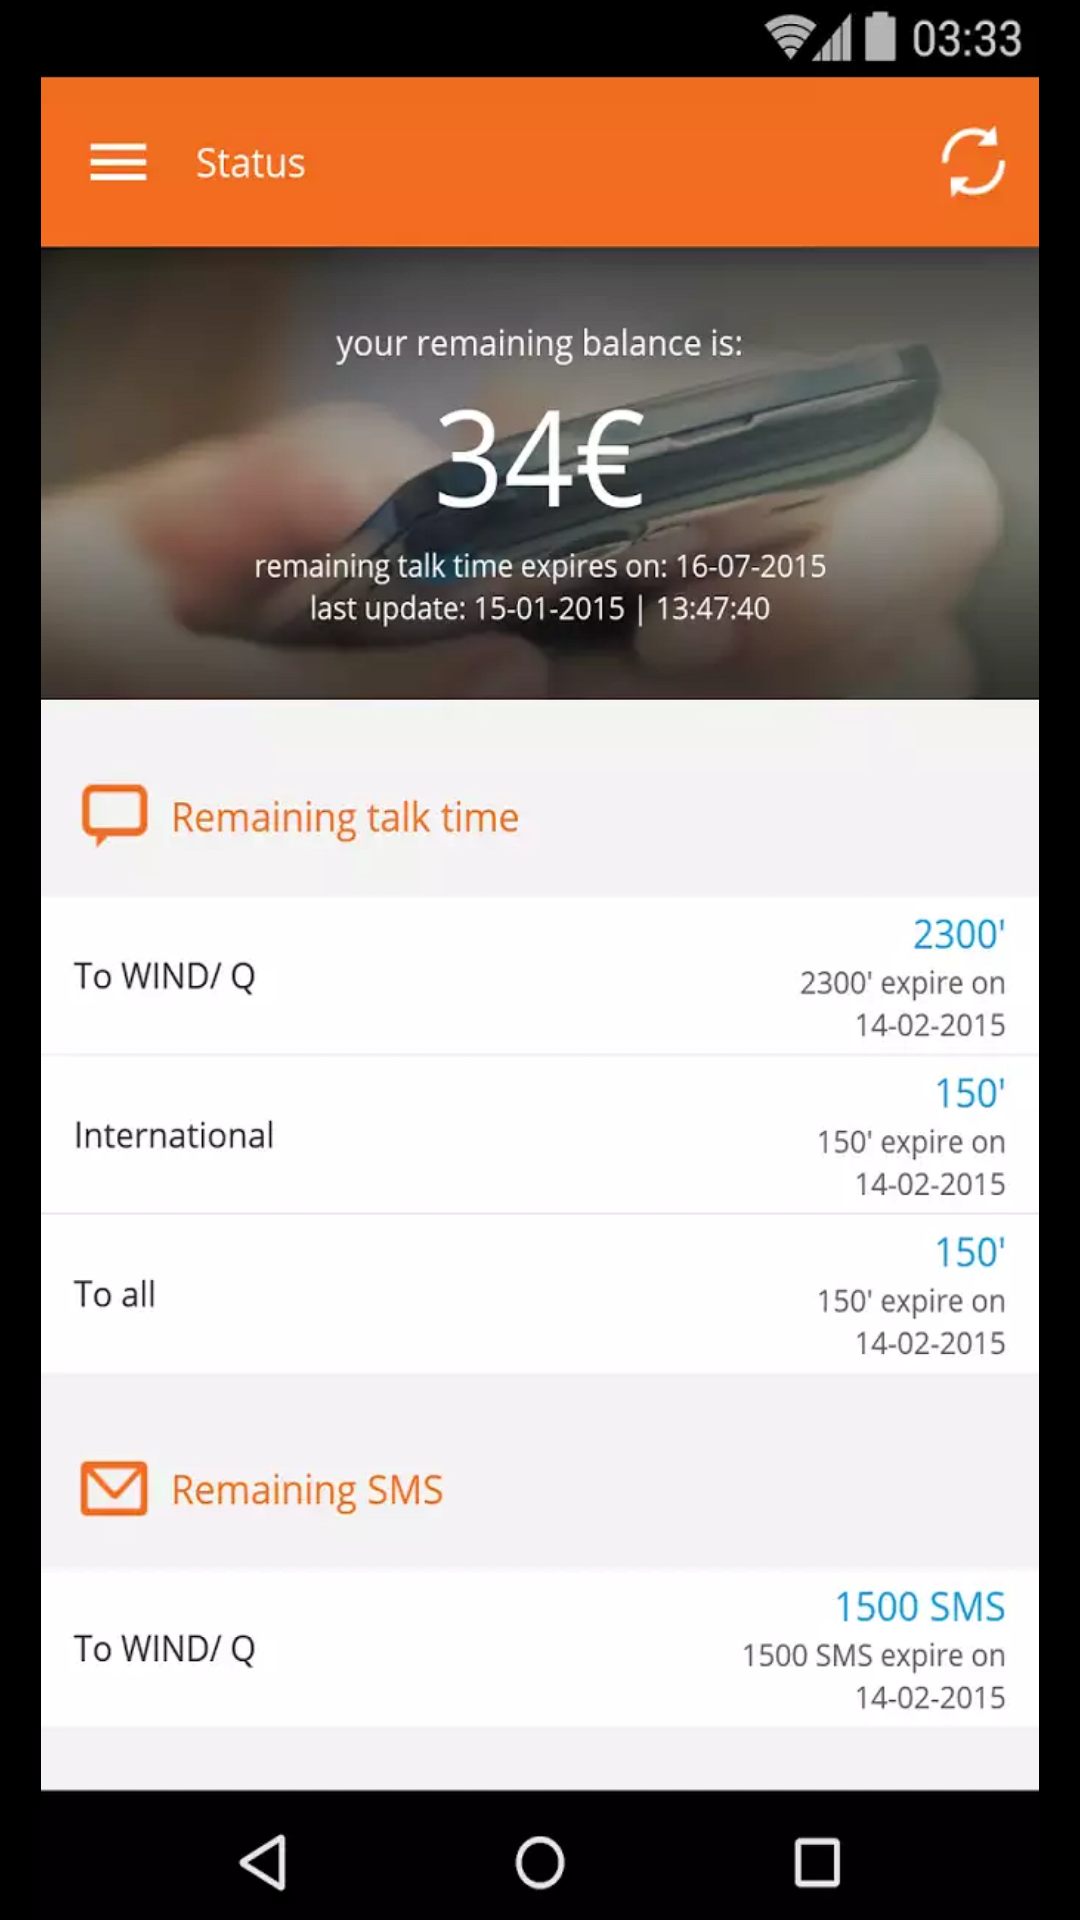 03:33
Status
your remaining balance is:
34€
remaining talk time expires on: 16-07-2015
last update: 15-01-2015 | 13:47:40
Remaining talk time
2300'
To WIND/ Q
2300' expire on
14-02-2015
150'
International
150' expire on
14-02-2015
150'
To all
150' expire on
14-02-2015
Remaining SMS
1500 SMS
To WIND/ Q
1500 SMS expire on
14-02-2015